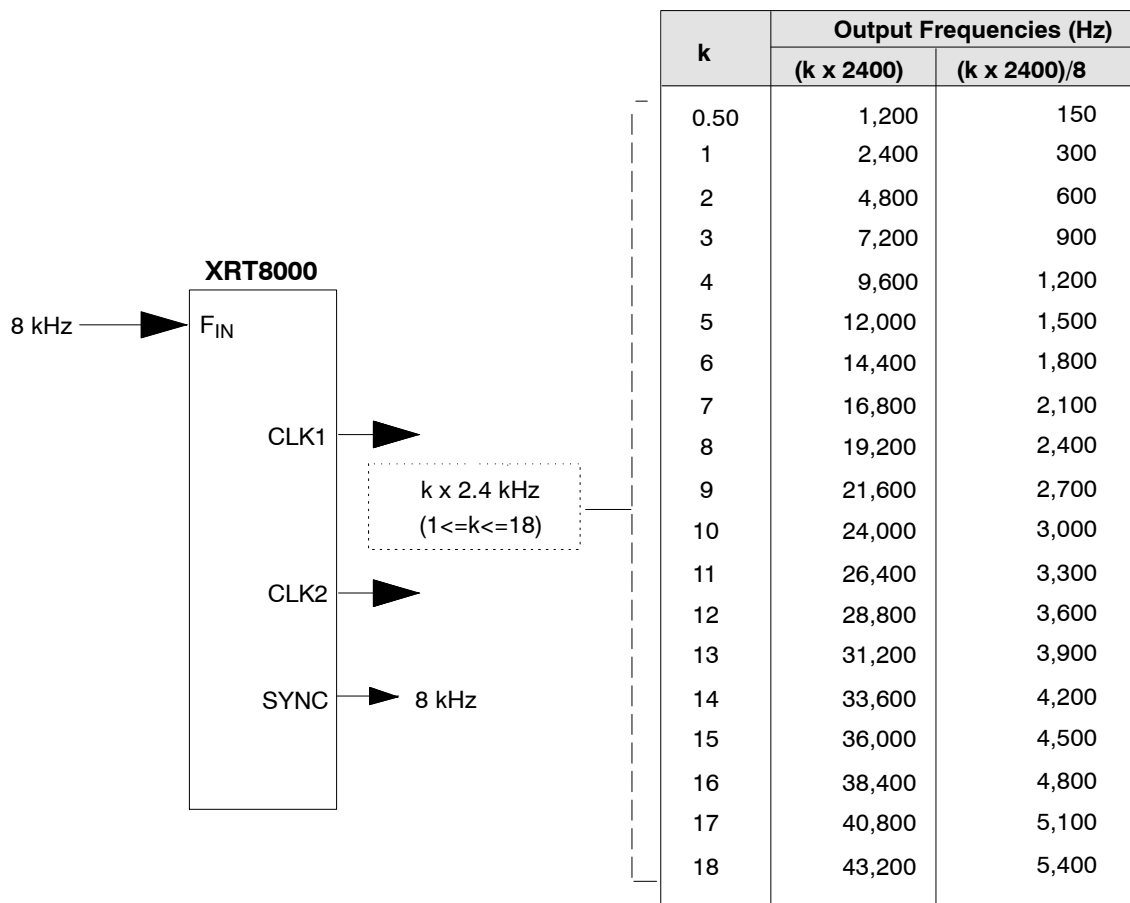 XRT8000
8 kHz
FIN
CLK1
k x 2.4 kHz
(1<=k<=18)
CLK2
SYNC
8 kHz
k Output Frequencies (Hz)
(k x 2400) (k x 2400)/8
0.50 1,200 150
1 2,400 300
2 4,800 600
3 7,200 900
4 9,600 1,200
5 12,000 1,500
6 14,400 1,800
7 16,800 2,100
8 19,200 2,400
9 21,600 2,700
10 24,000 3,000
11 26,400 3,300
12 28,800 3,600
13 31,200 3,900
14 33,600 4,200
15 36,000 4,500
16 38,400 4,800
17 40,800 5,100
18 43,200 5,400